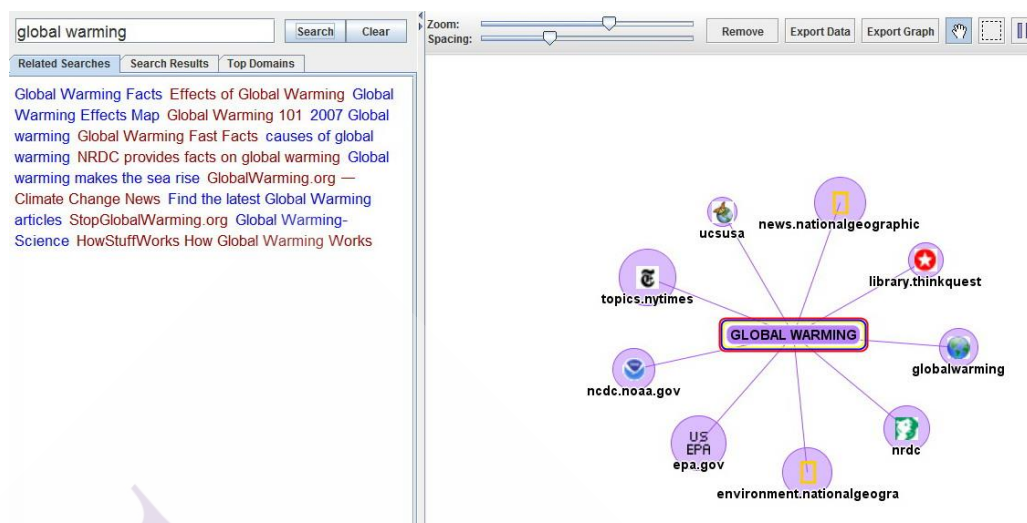 global warming
Search
Clear
Related Searches
Search Results
Top Domains
Global Warming Facts Effects of Global Warming Global
Warming Effects Map Global Warming 101 2007 Global
warming Global Warming Fast Facts causes of global
warming NRDC provides facts on global warming Global
warming makes the sea rise GlobalWarming.org —
Climate Change News Find the latest Global Warming
articles StopGlobalWarming.org Global Warming-
Science HowStuffWorks How Global Warming Works
Zoom:
Spacing:
Remove
Export Data
Export Graph
ucsusa
news.nationalgeographic
library.thinkquest
topics.nytimes
GLOBAL WARMING
globalwarming
ncdc.noaa.gov
nrdc
US
EPA
epa.gov
environment.nationalgeogra